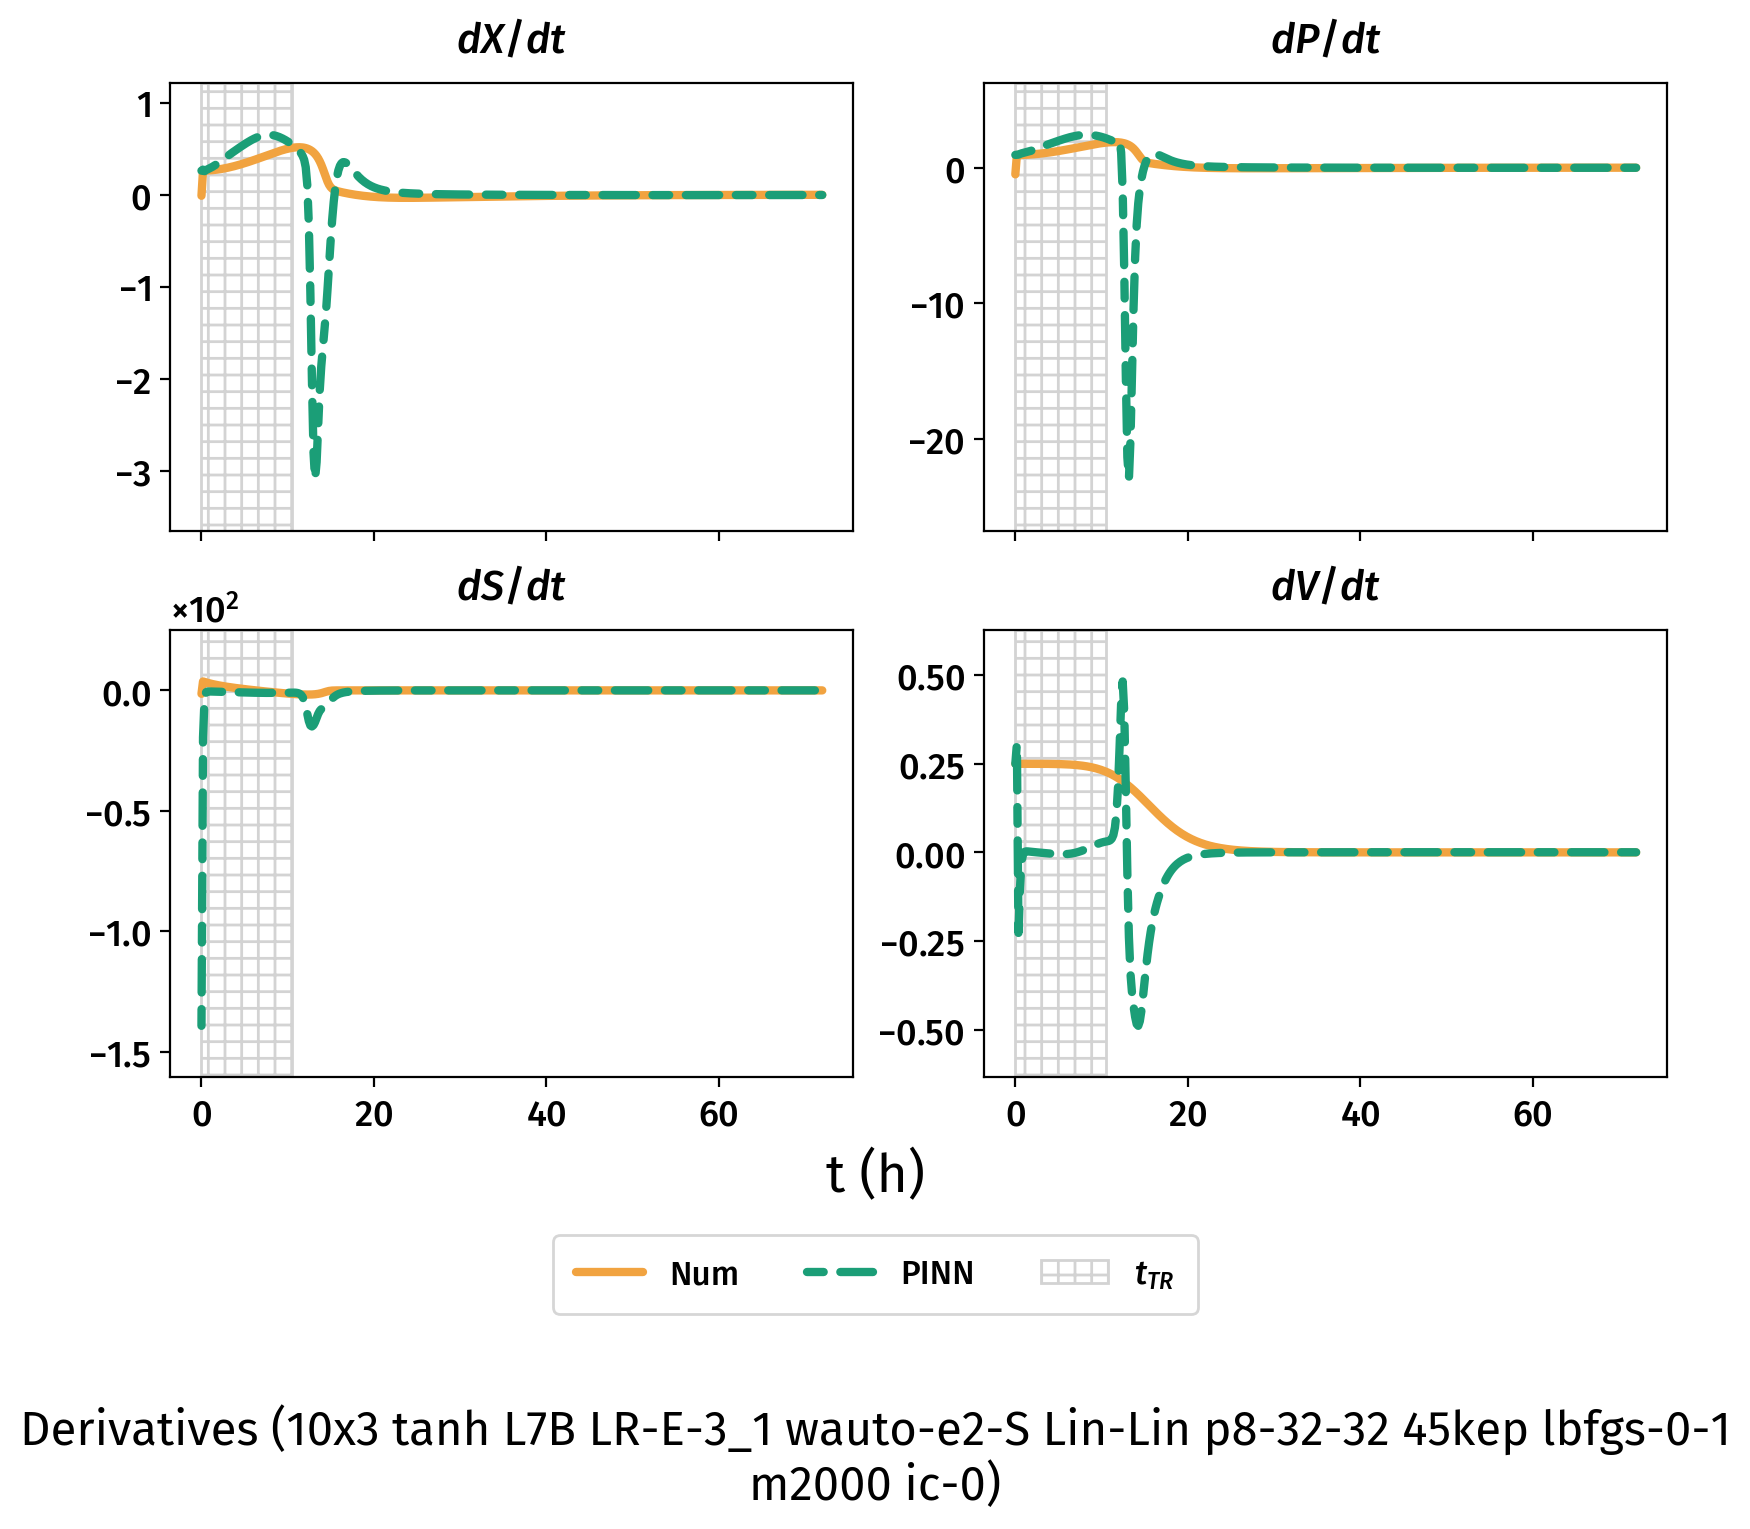 dX/dt
dP/dt
1
0
−1
−2
−3
0
−10
−20
dS/dt
dV/dt
×10²
0.0
−0.5
−1.0
−1.5
0.50
0.25
0.00
−0.25
−0.50
0 20 40 60
0 20 40 60
t (h)
Num PINN t_TR
Derivatives (10x3 tanh L7B LR-E-3_1 wauto-e2-S Lin-Lin p8-32-32 45kep lbfgs-0-1
m2000 ic-0)